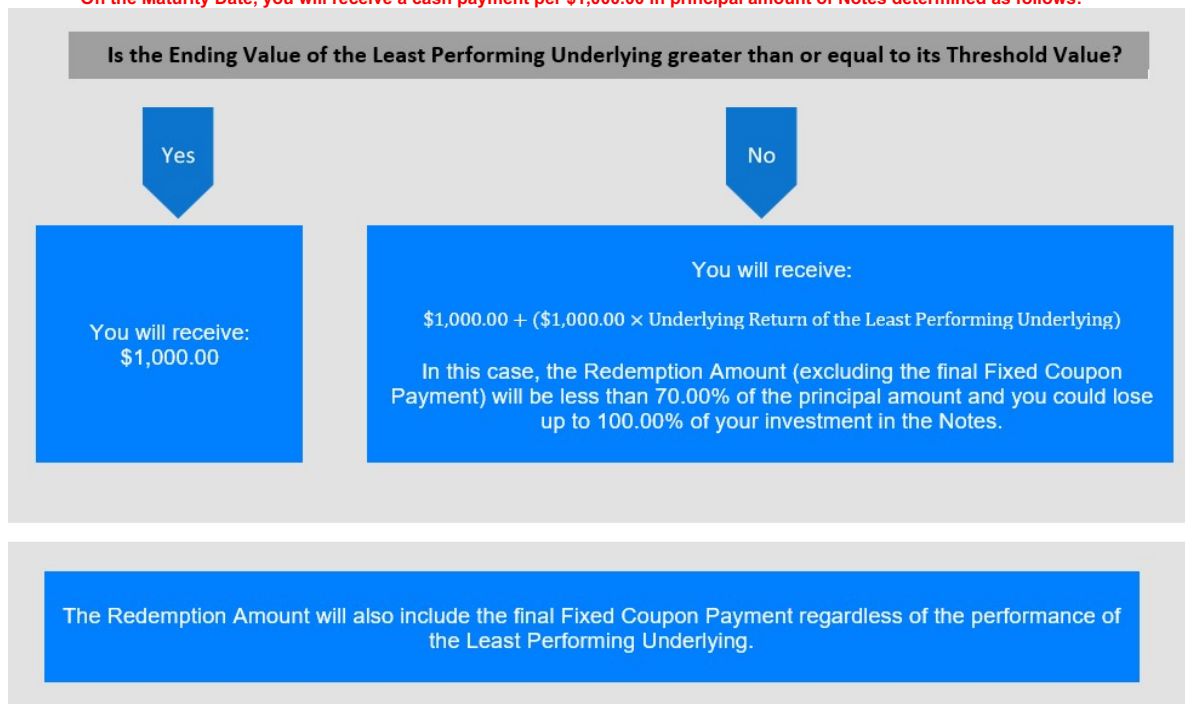 On the Maturity Date, you will receive a cash payment per $1,000.00 in principal amount of Notes determined as follows:
Is the Ending Value of the Least Performing Underlying greater than or equal to its Threshold Value?
Yes
No
You will receive:
$1,000.00
You will receive:
$1,000.00 + ($1,000.00 × Underlying Return of the Least Performing Underlying)
In this case, the Redemption Amount (excluding the final Fixed Coupon
Payment) will be less than 70.00% of the principal amount and you could lose
up to 100.00% of your investment in the Notes.
The Redemption Amount will also include the final Fixed Coupon Payment regardless of the performance of
the Least Performing Underlying.